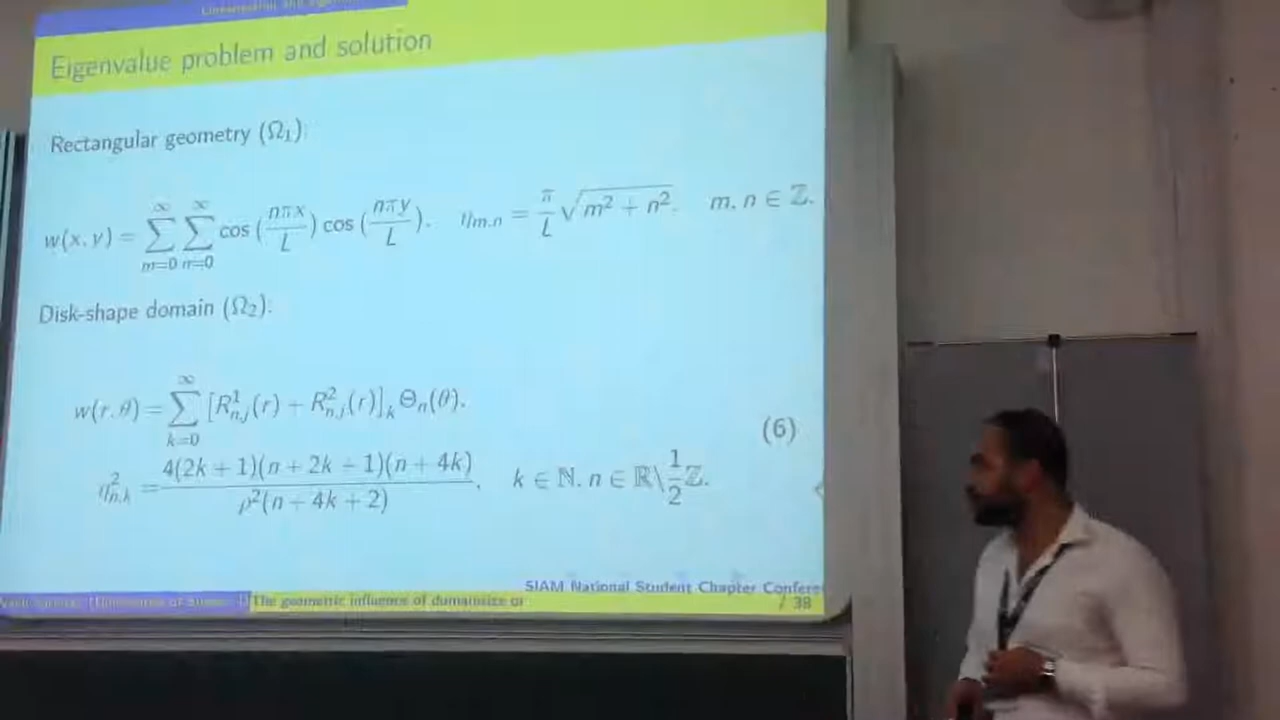 Eigenvalue problem and solution
Rectangular geometry (Ω₁):
w(x, y) = ∑_{m=0}^{∞} ∑_{n=0}^{∞} cos (nπx/L) cos (nπy/L). η_{m,n} = π/L √(m² + n²). m, n ∈ ℤ.
Disk-shape domain (Ω₂):
w(r, θ) = ∑_{k=0}^{∞} [R¹_{n,j}(r) + R²_{n,j}(r)]_k Θ_n(θ).
(6)
η²_{n,k} = 4(2k + 1)(n + 2k + 1)(n + 4k) / ρ²(n + 4k + 2), k ∈ ℕ, n ∈ ℝ\½ℤ.
SIAM National Student Chapter
The geometric influence of domainsize on
/ 38